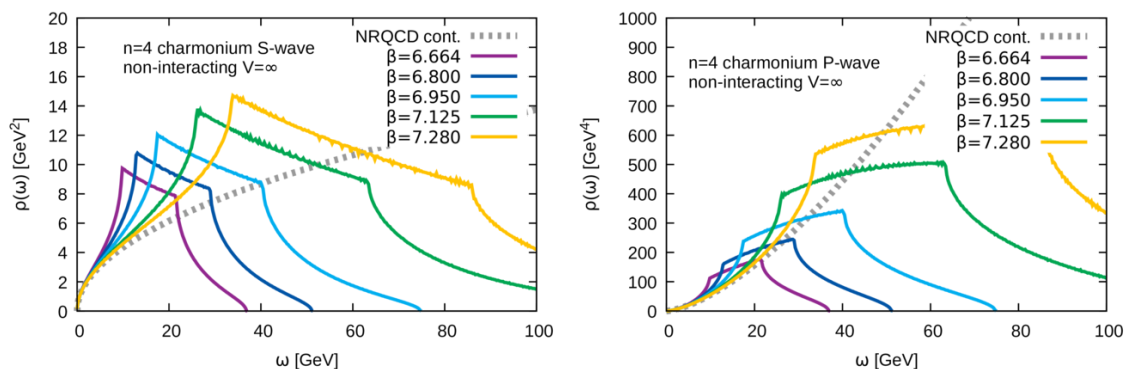 20
18
16
14
12
10
8
6
4
2
0
ρ(ω) [GeV²]
n=4 charmonium S-wave
non-interacting V=∞
NRQCD cont.
β=6.664
β=6.800
β=6.950
β=7.125
β=7.280
0 20 40 60 80 100
ω [GeV]
1000
900
800
700
600
500
400
300
200
100
0
ρ(ω) [GeV⁴]
n=4 charmonium P-wave
non-interacting V=∞
NRQCD cont.
β=6.664
β=6.800
β=6.950
β=7.125
β=7.280
0 20 40 60 80 100
ω [GeV]